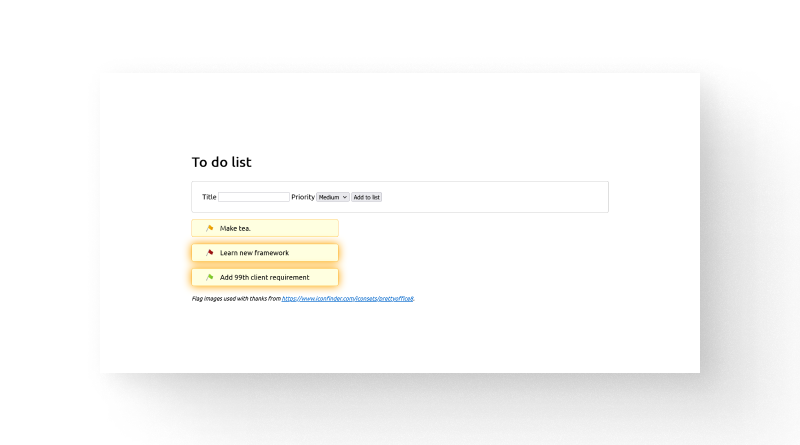 To do list
Title Priority Medium Add to list
Make tea.
Learn new framework
Add 99th client requirement
Flag images used with thanks from https://www.iconfinder.com/iconsets/prettyoffice8.